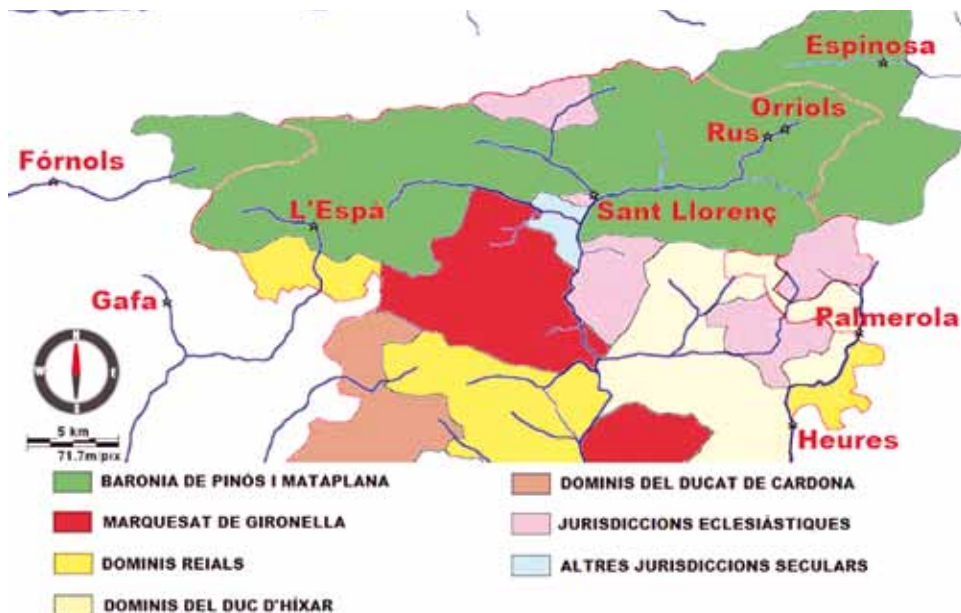 Espinosa
Orriols
Rus
Fórnols
L'Espà
Sant Llorenç
Gafa
Palmerola
Heures
5 km
71.7m/pix
BARONIA DE PINÓS I MATAPLANA
MARQUESAT DE GIRONELLA
DOMINIS REIALS
DOMINIS DEL DUC D'HÍXAR
DOMINIS DEL DUCAT DE CARDONA
JURISDICCIONS ECLESIÁSTIQUES
ALTRES JURISDICCIONS SECULARS